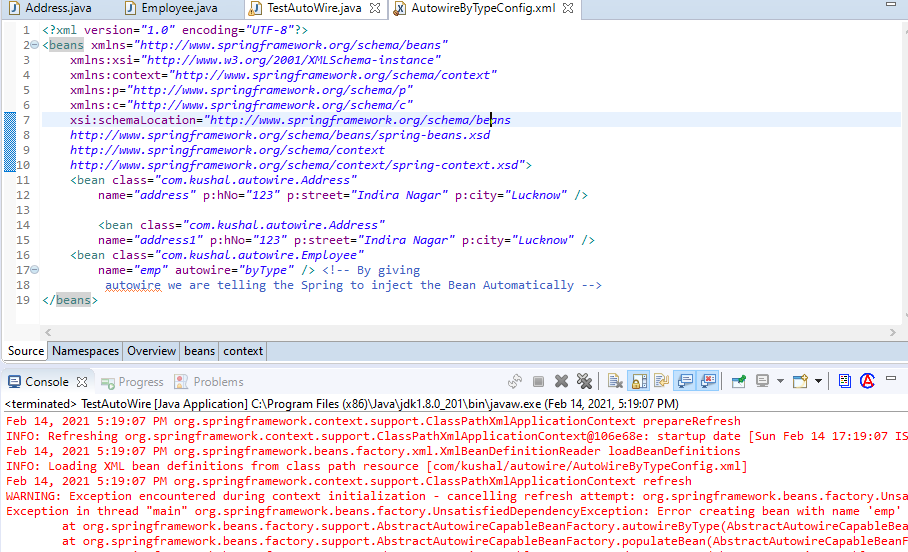 Address.java Employee.java TestAutoWire.java AutowireByTypeConfig.xml
1 <?xml version="1.0" encoding="UTF-8"?>
2 <beans xmlns="http://www.springframework.org/schema/beans"
3 xmlns:xsi="http://www.w3.org/2001/XMLSchema-instance"
4 xmlns:context="http://www.springframework.org/schema/context"
5 xmlns:p="http://www.springframework.org/schema/p"
6 xmlns:c="http://www.springframework.org/schema/c"
7 xsi:schemaLocation="http://www.springframework.org/schema/beans
8 http://www.springframework.org/schema/beans/spring-beans.xsd
9 http://www.springframework.org/schema/context
10 http://www.springframework.org/schema/context/spring-context.xsd">
11 <bean class="com.kushal.autowire.Address"
12 name="address" p:hNo="123" p:street="Indira Nagar" p:city="Lucknow" />
13
14 <bean class="com.kushal.autowire.Address"
15 name="address1" p:hNo="123" p:street="Indira Nagar" p:city="Lucknow" />
16 <bean class="com.kushal.autowire.Employee"
17 name="emp" autowire="byType" /> <!-- By giving
18 autowire we are telling the Spring to inject the Bean Automatically -->
19 </beans>
Source Namespaces Overview beans context
Console Progress Problems
<terminated> TestAutoWire [Java Application] C:\Program Files (x86)\Java\jdk1.8.0_201\bin\javaw.exe (Feb 14, 2021, 5:19:07 PM)
Feb 14, 2021 5:19:07 PM org.springframework.context.support.ClassPathXmlApplicationContext prepareRefresh
INFO: Refreshing org.springframework.context.support.ClassPathXmlApplicationContext@106e68e: startup date [Sun Feb 14 17:19:07 IS
Feb 14, 2021 5:19:07 PM org.springframework.beans.factory.xml.XmlBeanDefinitionReader loadBeanDefinitions
INFO: Loading XML bean definitions from class path resource [com/kushal/autowire/AutoWireByTypeConfig.xml]
Feb 14, 2021 5:19:07 PM org.springframework.context.support.ClassPathXmlApplicationContext refresh
WARNING: Exception encountered during context initialization - cancelling refresh attempt: org.springframework.beans.factory.Unsa
Exception in thread "main" org.springframework.beans.factory.UnsatisfiedDependencyException: Error creating bean with name 'emp'
at org.springframework.beans.factory.support.AbstractAutowireCapableBeanFactory.autowireByType(AbstractAutowireCapableBea
at org.springframework.beans.factory.support.AbstractAutowireCapableBeanFactory.populateBean(AbstractAutowireCapableBeanF